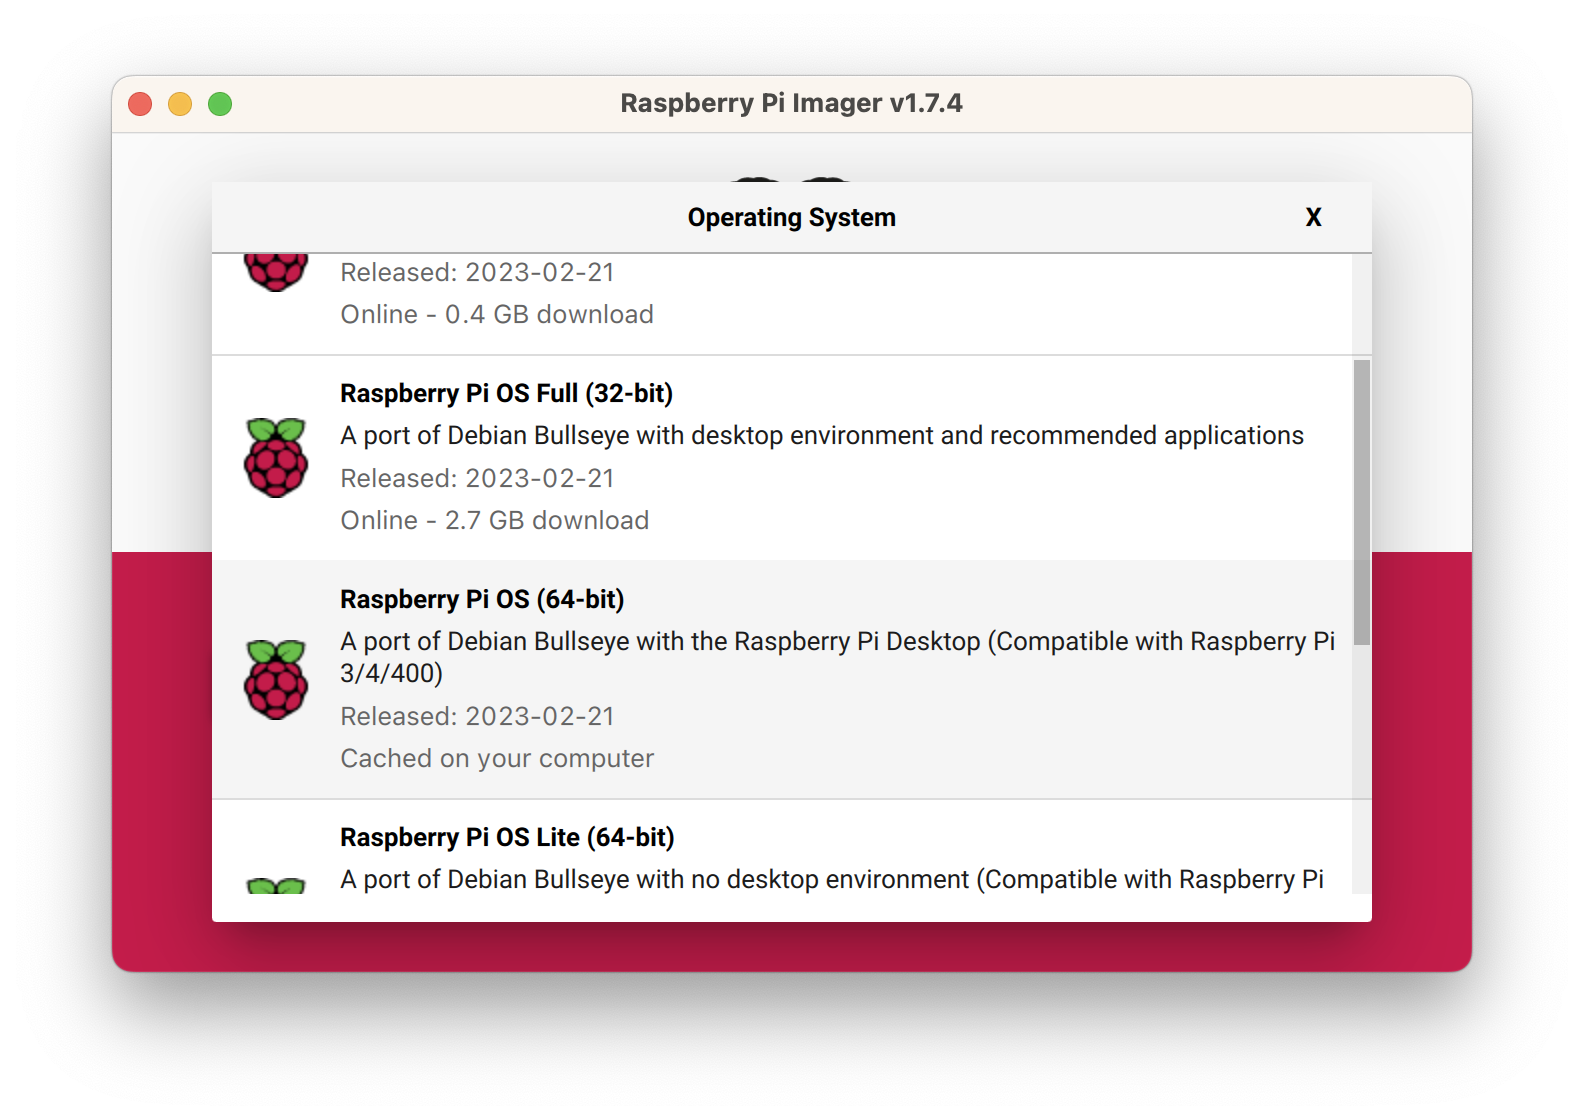 Raspberry Pi Imager v1.7.4
Operating System
X
Released: 2023-02-21
Online - 0.4 GB download
Raspberry Pi OS Full (32-bit)
A port of Debian Bullseye with desktop environment and recommended applications
Released: 2023-02-21
Online - 2.7 GB download
Raspberry Pi OS (64-bit)
A port of Debian Bullseye with the Raspberry Pi Desktop (Compatible with Raspberry Pi
3/4/400)
Released: 2023-02-21
Cached on your computer
Raspberry Pi OS Lite (64-bit)
A port of Debian Bullseye with no desktop environment (Compatible with Raspberry Pi